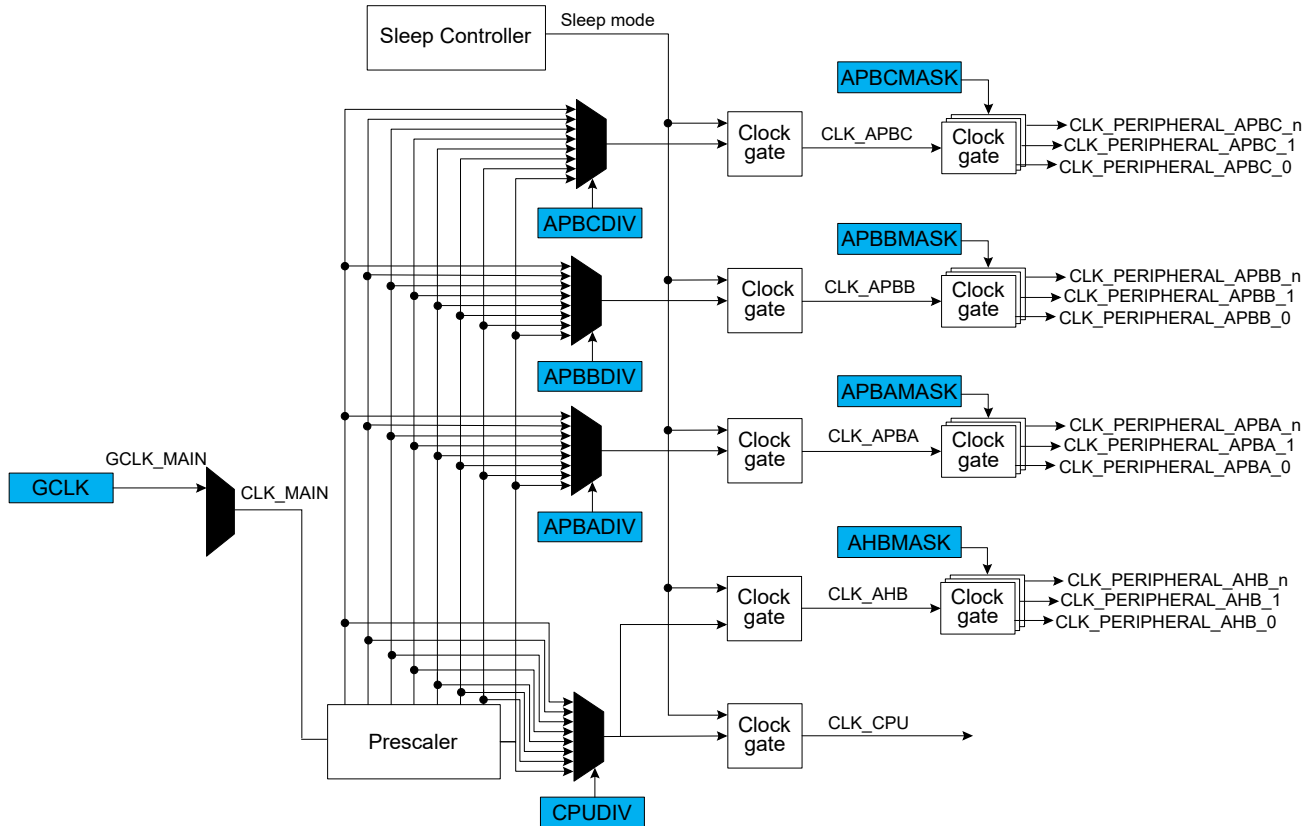 Sleep mode
Sleep Controller
APBCMASK
Clock
gate
CLK_APBC
Clock
gate
CLK_PERIPHERAL_APBC_n
CLK_PERIPHERAL_APBC_1
CLK_PERIPHERAL_APBC_0
APBCDIV
APBBMASK
Clock
gate
CLK_APBB
Clock
gate
CLK_PERIPHERAL_APBB_n
CLK_PERIPHERAL_APBB_1
CLK_PERIPHERAL_APBB_0
APBBDIV
APBAMASK
Clock
gate
CLK_APBA
Clock
gate
CLK_PERIPHERAL_APBA_n
CLK_PERIPHERAL_APBA_1
CLK_PERIPHERAL_APBA_0
GCLK_MAIN
GCLK
CLK_MAIN
APBADIV
AHBMASK
Clock
gate
CLK_AHB
Clock
gate
CLK_PERIPHERAL_AHB_n
CLK_PERIPHERAL_AHB_1
CLK_PERIPHERAL_AHB_0
Prescaler
Clock
gate
CLK_CPU
CPUDIV